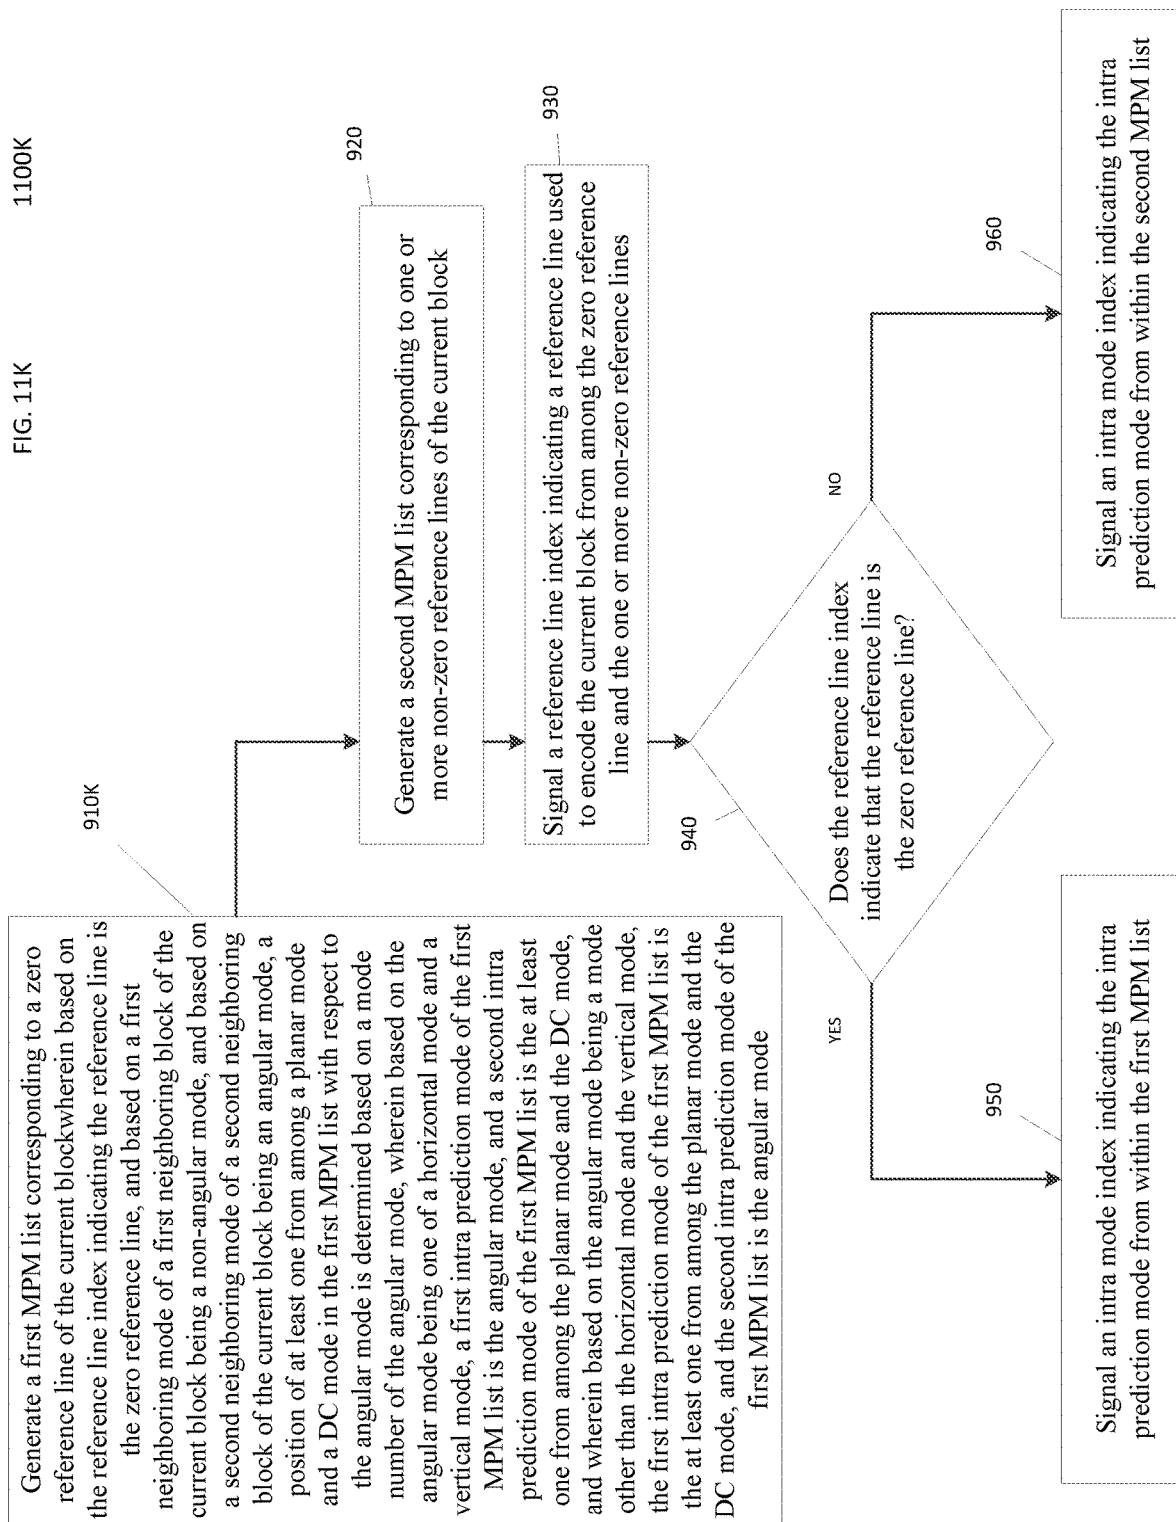 FIG. 11K
1100K
910K
Generate a first MPM list corresponding to a zero
reference line of the current blockwherein based on
the reference line index indicating the reference line is
the zero reference line, and based on a first
neighboring mode of a first neighboring block of the
current block being a non-angular mode, and based on
a second neighboring mode of a second neighboring
block of the current block being an angular mode, a
position of at least one from among a planar mode
and a DC mode in the first MPM list with respect to
the angular mode is determined based on a mode
number of the angular mode, wherein based on the
angular mode being one of a horizontal mode and a
vertical mode, a first intra prediction mode of the first
MPM list is the angular mode, and a second intra
prediction mode of the first MPM list is the at least
one from among the planar mode and the DC mode,
and wherein based on the angular mode being a mode
other than the horizontal mode and the vertical mode,
the first intra prediction mode of the first MPM list is
the at least one from among the planar mode and the
DC mode, and the second intra prediction mode of the
first MPM list is the angular mode
920
Generate a second MPM list corresponding to one or
more non-zero reference lines of the current block
930
Signal a reference line index indicating a reference line used
to encode the current block from among the zero reference
line and the one or more non-zero reference lines
940
Does the reference line index
indicate that the reference line is
the zero reference line?
YES
NO
950
Signal an intra mode index indicating the intra
prediction mode from within the first MPM list
960
Signal an intra mode index indicating the intra
prediction mode from within the second MPM list